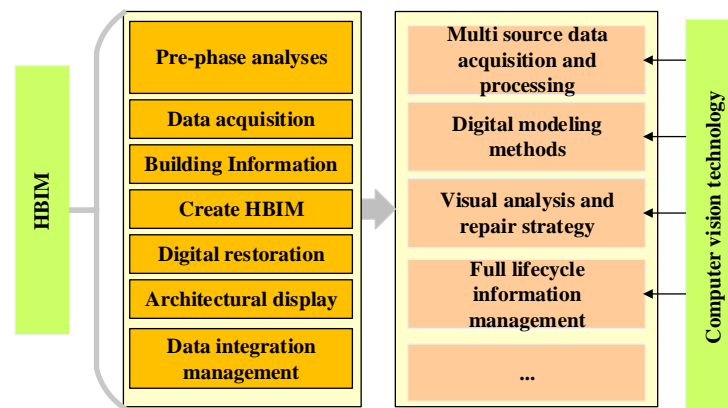 HBIM
Pre-phase analyses
Data acquisition
Building Information
Create HBIM
Digital restoration
Architectural display
Data integration
management
Multi source data
acquisition and
processing
Digital modeling
methods
Visual analysis and
repair strategy
Full lifecycle
information
management
...
Computer vision technology